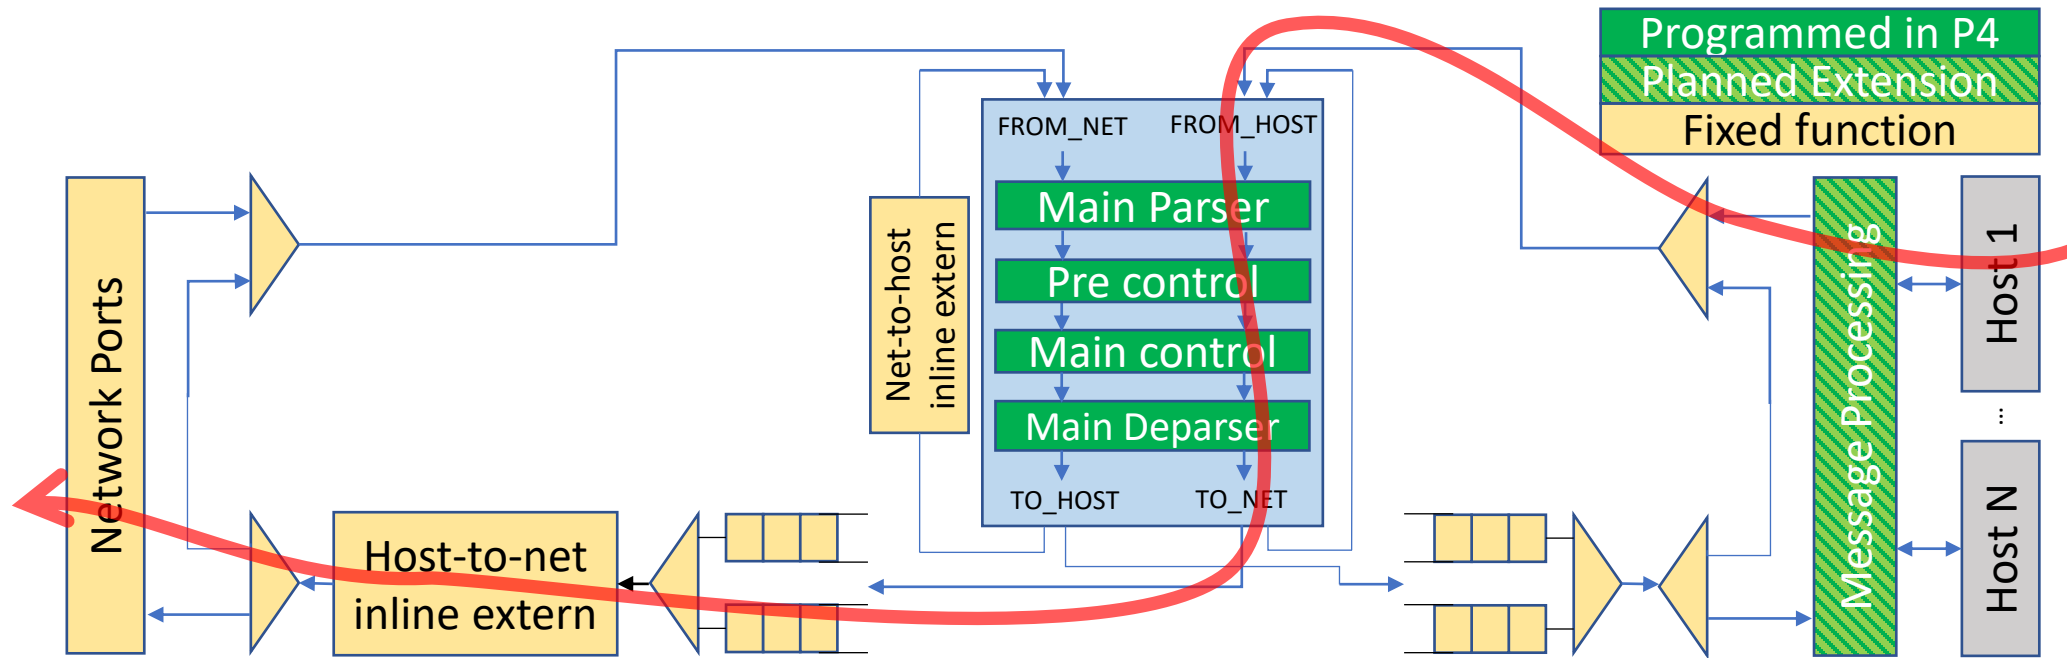 Programmed in P4
Planned Extension
Fixed function
FROM_NET
FROM_HOST
Main Parser
Pre control
Main control
Main Deparser
TO_HOST
TO_NET
Network Ports
Net-to-host
inline extern
Host-to-net
inline extern
Message Processing
Host 1
...
Host N